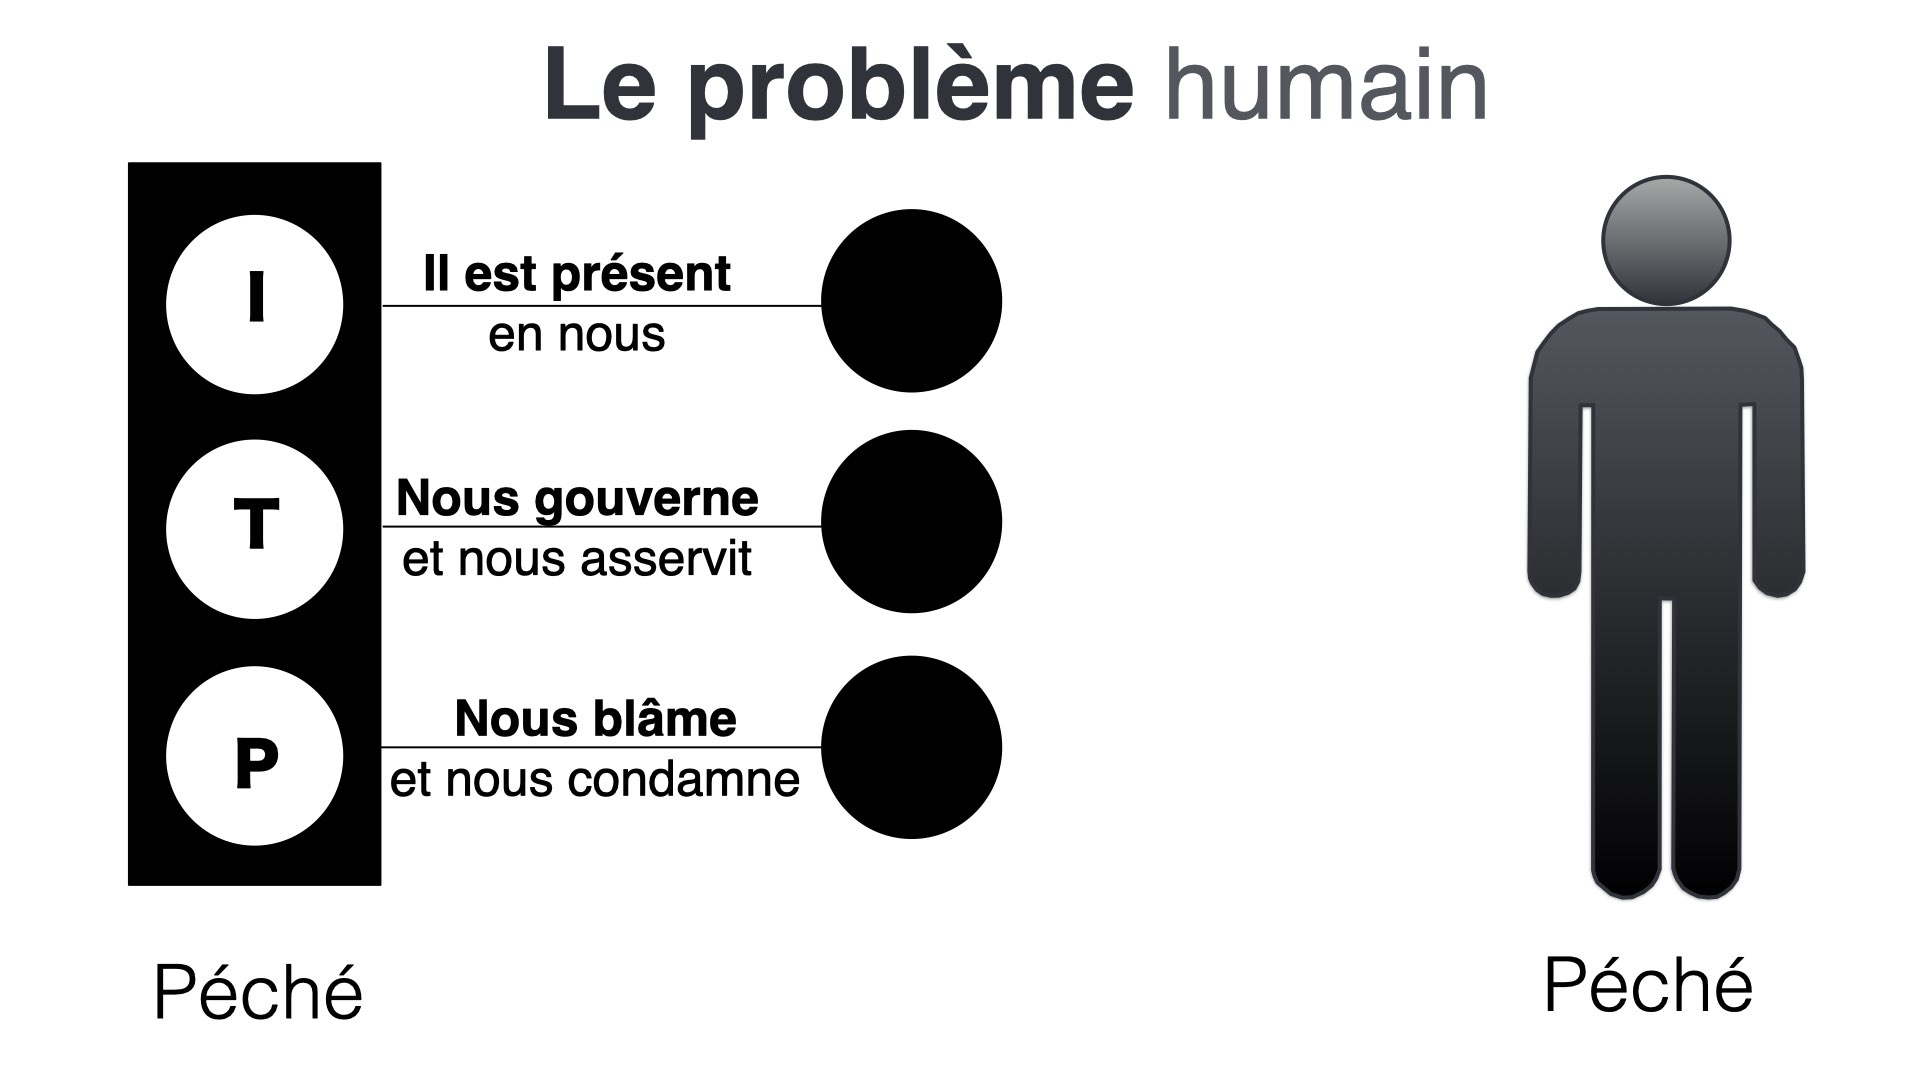 Le problème humain
I
Il est présent
en nous
T
Nous gouverne
et nous asservit
P
Nous blâme
et nous condamne
Péché
Péché